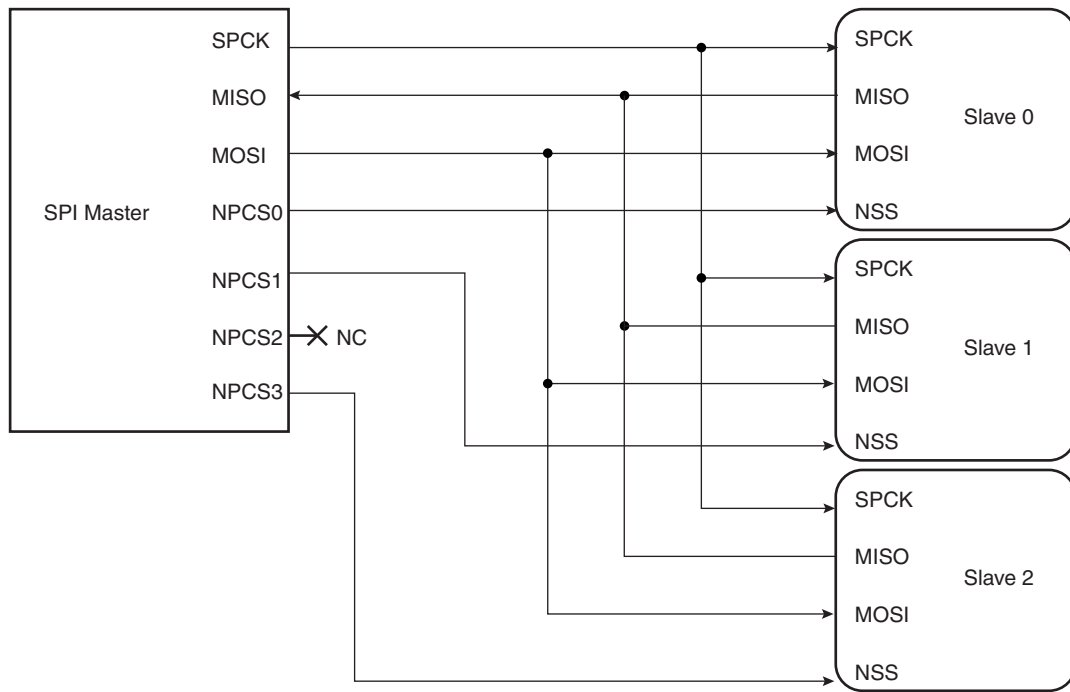 SPI Master
SPCK
MISO
MOSI
NPCS0
NPCS1
NPCS2
NC
NPCS3
SPCK
MISO
Slave 0
MOSI
NSS
SPCK
MISO
Slave 1
MOSI
NSS
SPCK
MISO
Slave 2
MOSI
NSS